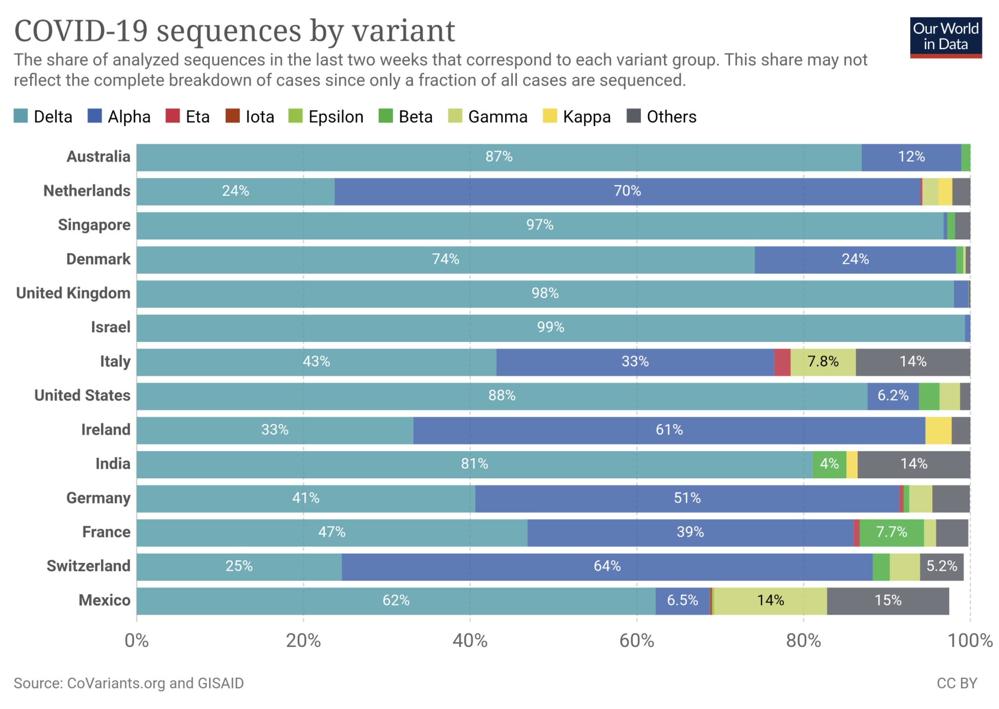 COVID-19 sequences by variant
Our World
in Data
The share of analyzed sequences in the last two weeks that correspond to each variant group. This share may not
reflect the complete breakdown of cases since only a fraction of all cases are sequenced.
Delta Alpha Eta Iota Epsilon Beta Gamma Kappa Others
Australia 87% 12%
Netherlands 24% 70%
Singapore 97%
Denmark 74% 24%
United Kingdom 98%
Israel 99%
Italy 43% 33% 7.8% 14%
United States 88% 6.2%
Ireland 33% 61%
India 81% 4% 14%
Germany 41% 51%
France 47% 39% 7.7%
Switzerland 25% 64% 5.2%
Mexico 62% 6.5% 14% 15%
0% 20% 40% 60% 80% 100%
Source: CoVariants.org and GISAID CC BY